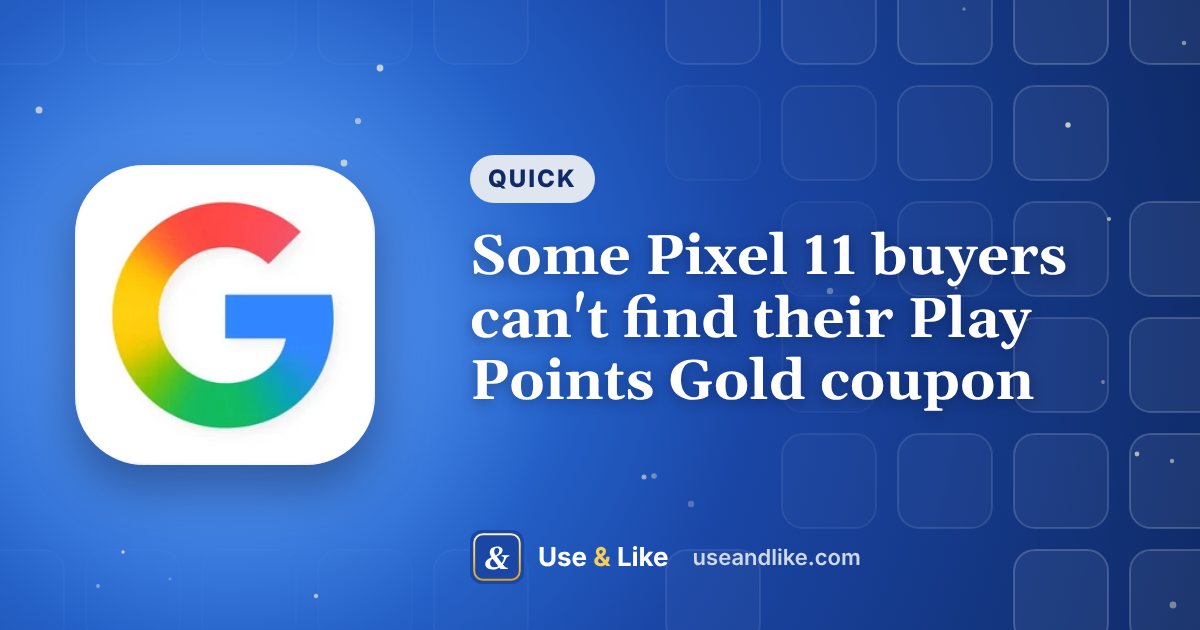 QUICK
Some Pixel 11 buyers
can't find their Play
Points Gold coupon
& Use & Like useandlike.com